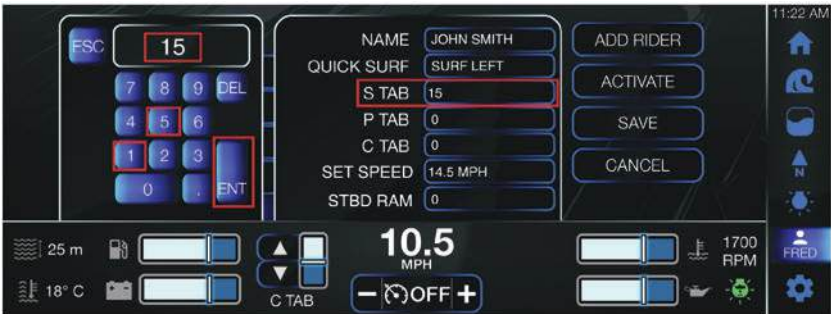 11:22 AM
ESC
15
7 8 9 DEL
4 5 6
1 2 3
0 . ENT
NAME JOHN SMITH
QUICK SURF SURF LEFT
S TAB 15
P TAB 0
C TAB 0
SET SPEED 14.5 MPH
STBD RAM 0
ADD RIDER
ACTIVATE
SAVE
CANCEL
N
FRED
25 m
18° C
C TAB
10.5
MPH
− OFF +
1700
RPM